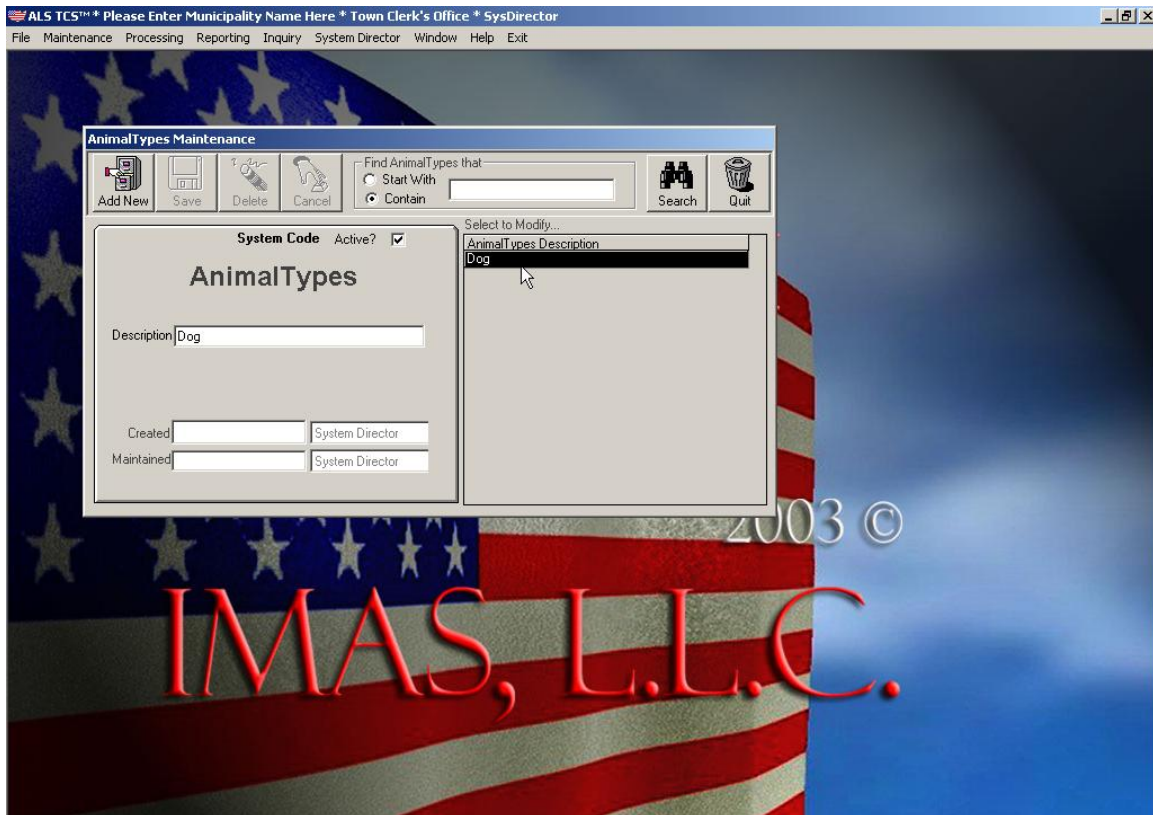 ALS TCS™ * Please Enter Municipality Name Here * Town Clerk's Office * SysDirector
File Maintenance Processing Reporting Inquiry System Director Window Help Exit
AnimalTypes Maintenance
Add New Save Delete Cancel
Find AnimalTypes that
Start With
Contain
Search Quit
System Code Active?
AnimalTypes
Description Dog
Created System Director
Maintained System Director
Select to Modify...
AnimalTypes Description
Dog
2003 ©
IMAS, L.L.C.